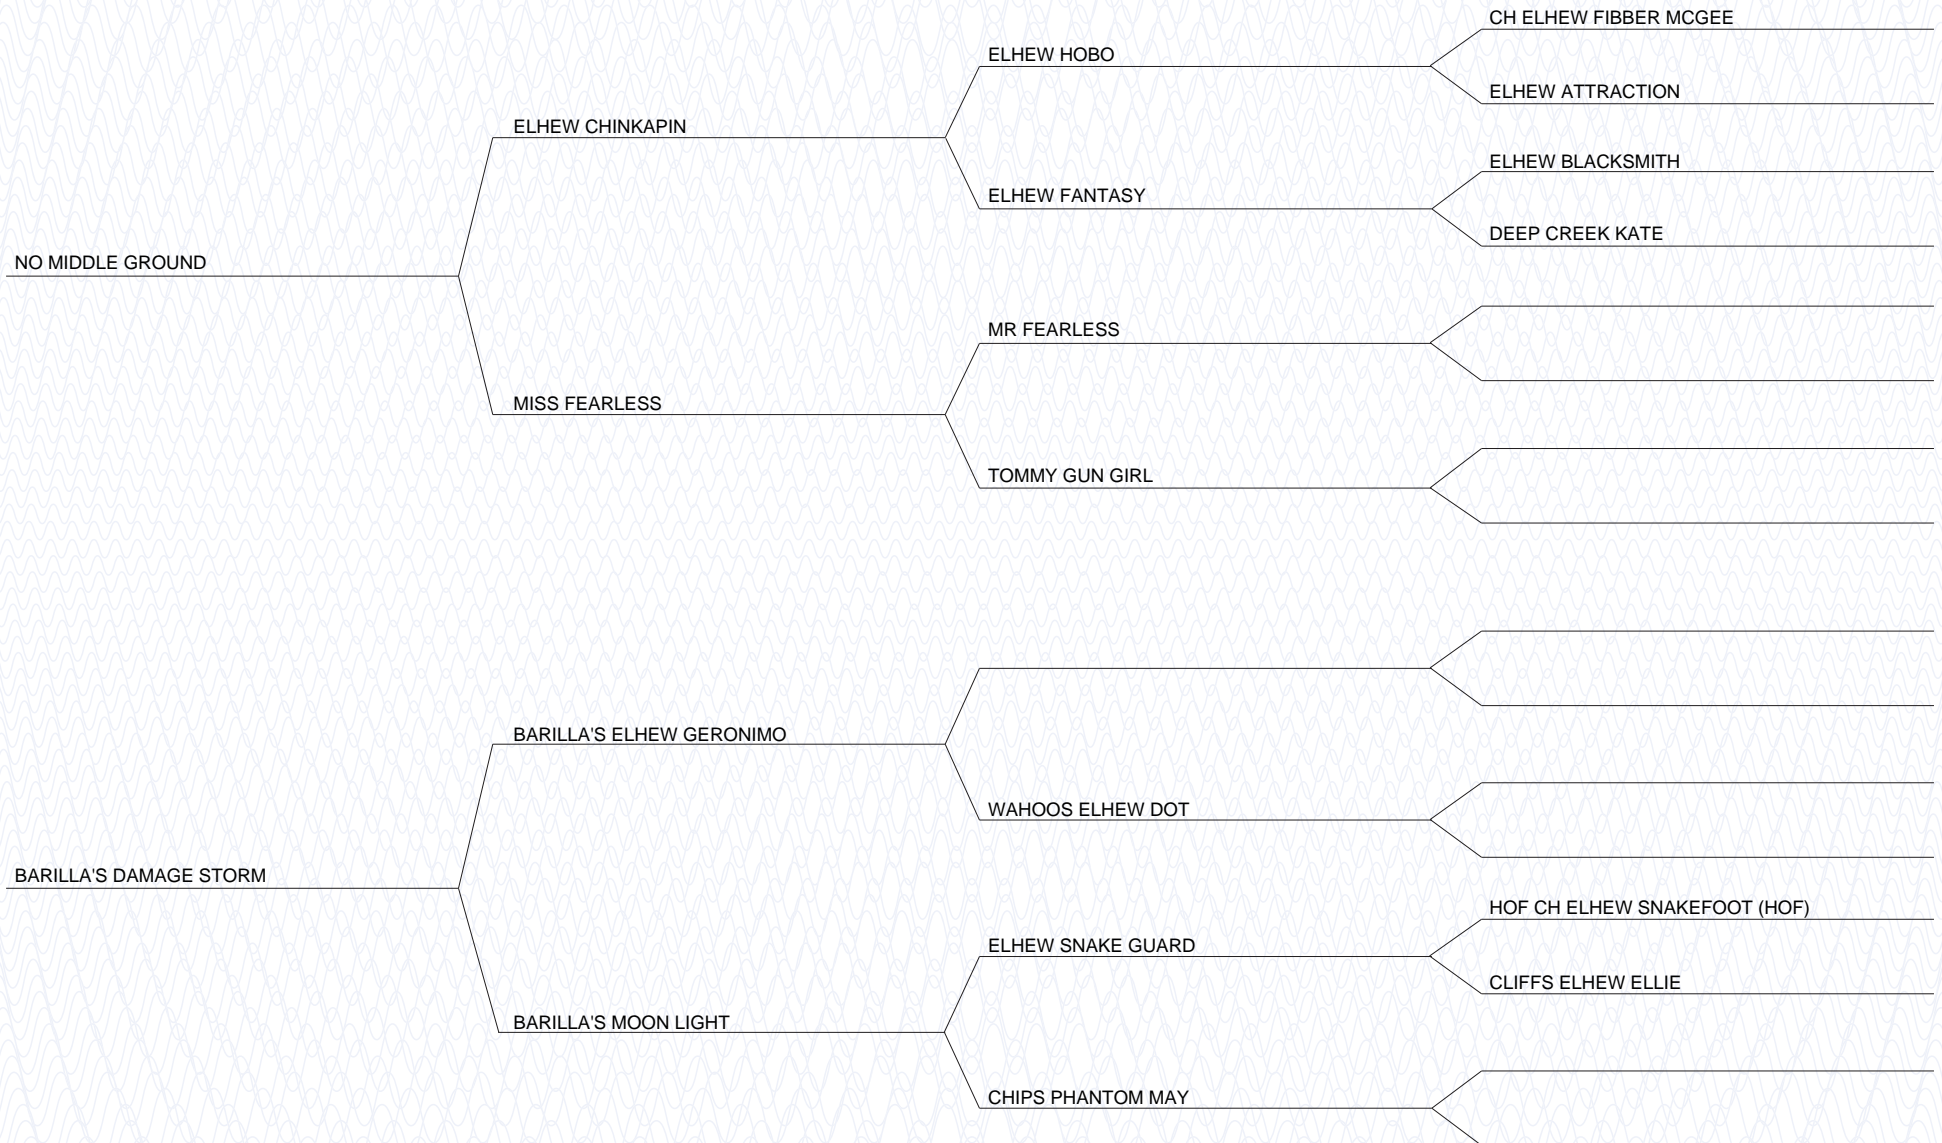 CH ELHEW FIBBER MCGEE
ELHEW HOBO
ELHEW ATTRACTION
ELHEW CHINKAPIN
ELHEW BLACKSMITH
ELHEW FANTASY
DEEP CREEK KATE
NO MIDDLE GROUND
MR FEARLESS
MISS FEARLESS
TOMMY GUN GIRL
BARILLA'S ELHEW GERONIMO
WAHOOS ELHEW DOT
BARILLA'S DAMAGE STORM
HOF CH ELHEW SNAKEFOOT (HOF)
ELHEW SNAKE GUARD
CLIFFS ELHEW ELLIE
BARILLA'S MOON LIGHT
CHIPS PHANTOM MAY